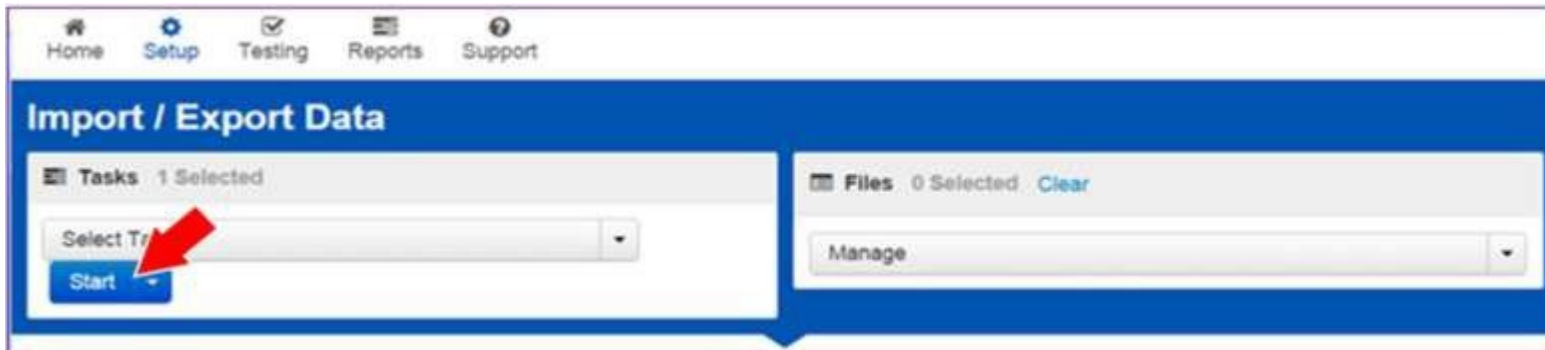 Home Setup Testing Reports Support
Import / Export Data
Tasks 1 Selected
Select
Start
Files 0 Selected Clear
Manage